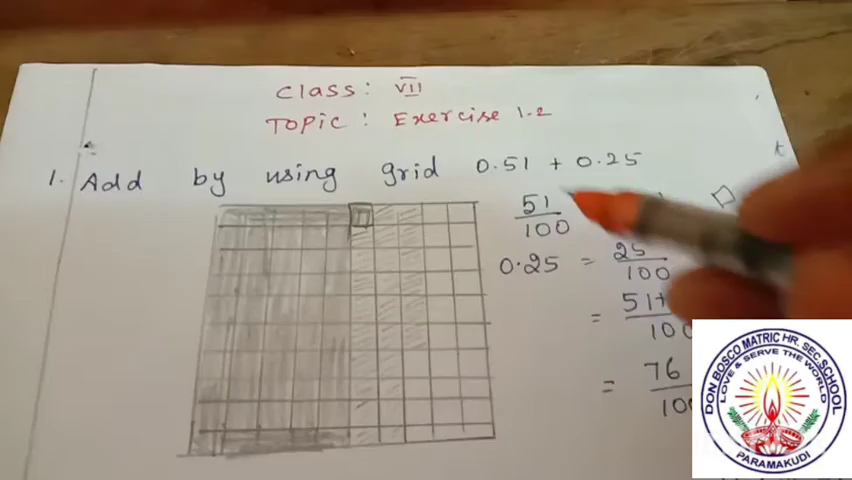 Class: VII
Topic: Exercise 1.2
1. Add by using grid 0.51 + 0.25
51
100
0.25 = 25
100
= 51+
100
= 76
100
DON BOSCO MATRIC HR. SEC. SCHOOL
LOVE & SERVE THE WORLD
PARAMAKUDI